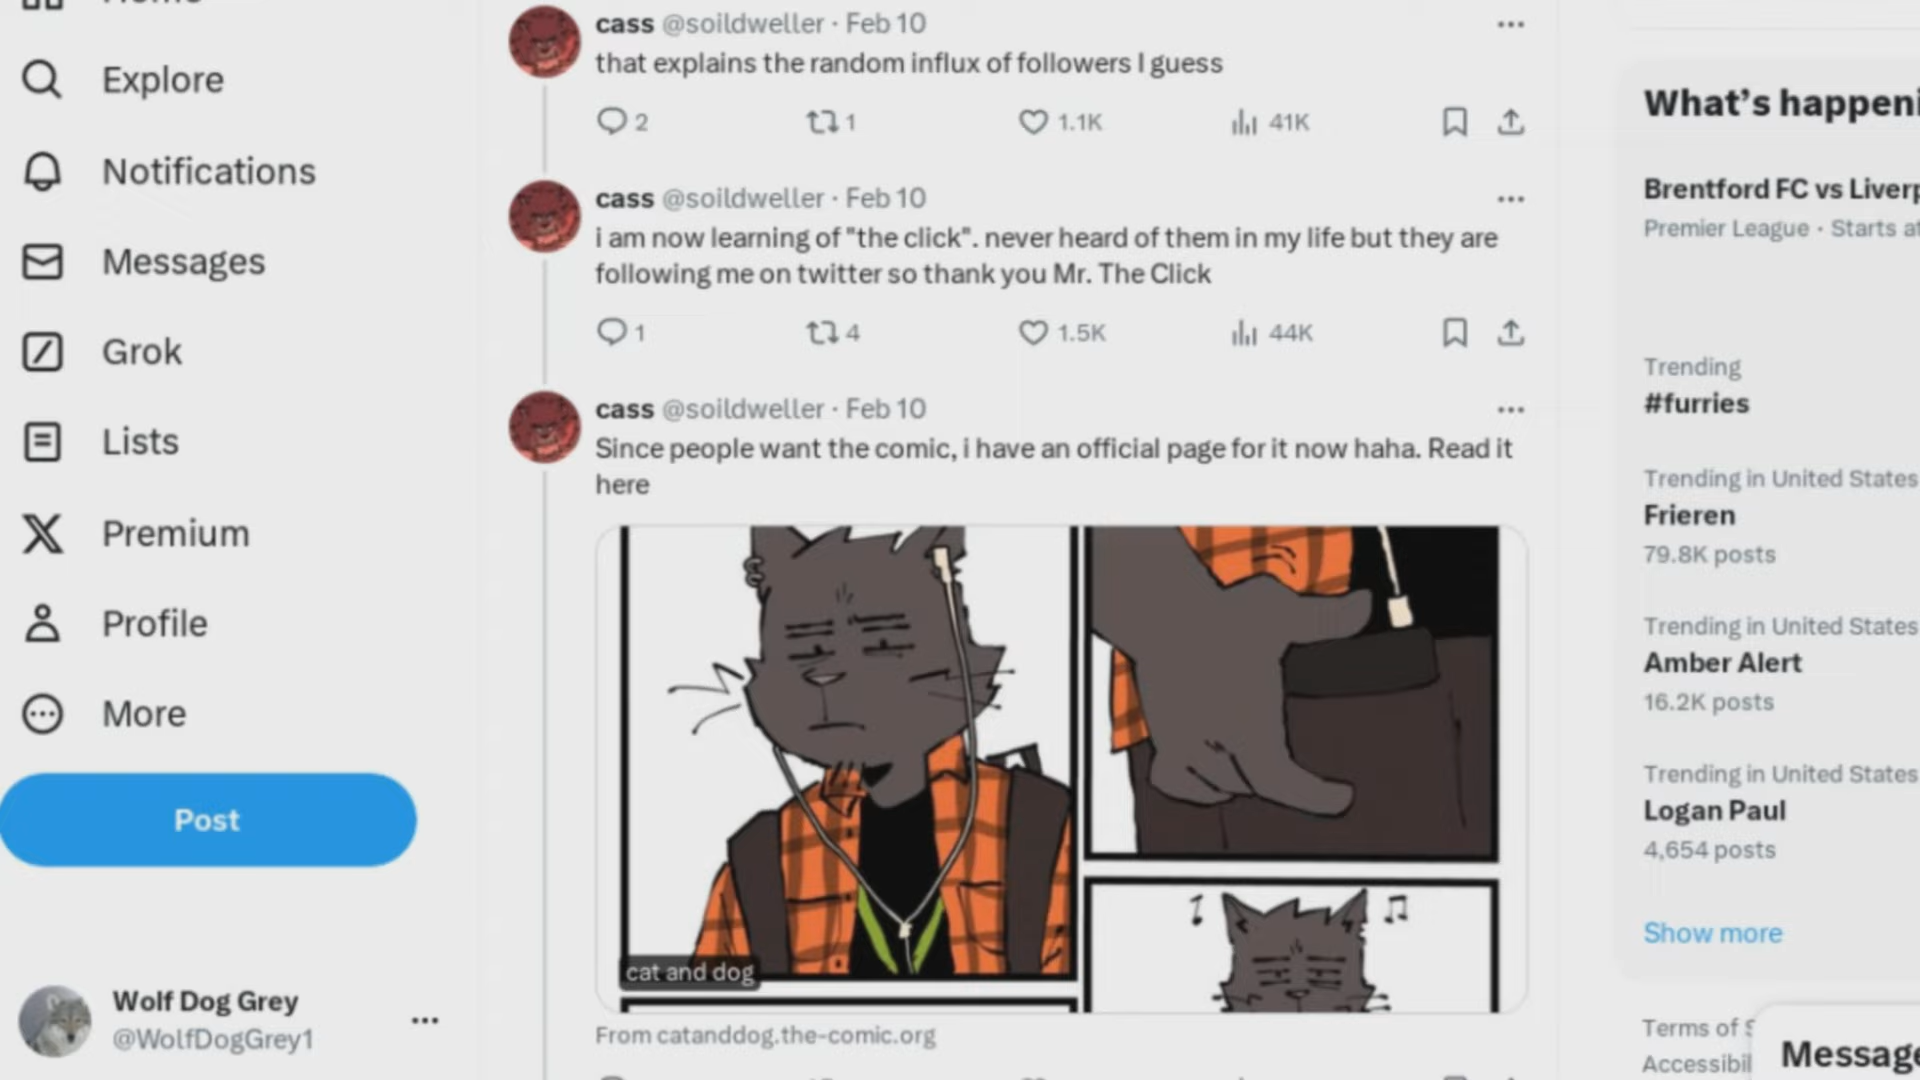 Home
Explore
Notifications
Messages
Grok
Lists
Premium
Profile
More
Post
Wolf Dog Grey
@WolfDogGrey1
cass @soildweller · Feb 10
that explains the random influx of followers I guess
2 1 1.1K 41K
cass @soildweller · Feb 10
i am now learning of "the click". never heard of them in my life but they are
following me on twitter so thank you Mr. The Click
1 4 1.5K 44K
cass @soildweller · Feb 10
Since people want the comic, i have an official page for it now haha. Read it
here
cat and dog
From catanddog.the-comic.org
What's happeni
Brentford FC vs Liverp
Premier League · Starts at
Trending
#furries
Trending in United States
Frieren
79.8K posts
Trending in United States
Amber Alert
16.2K posts
Trending in United States
Logan Paul
4,654 posts
Show more
Terms of S
Accessibil
Message